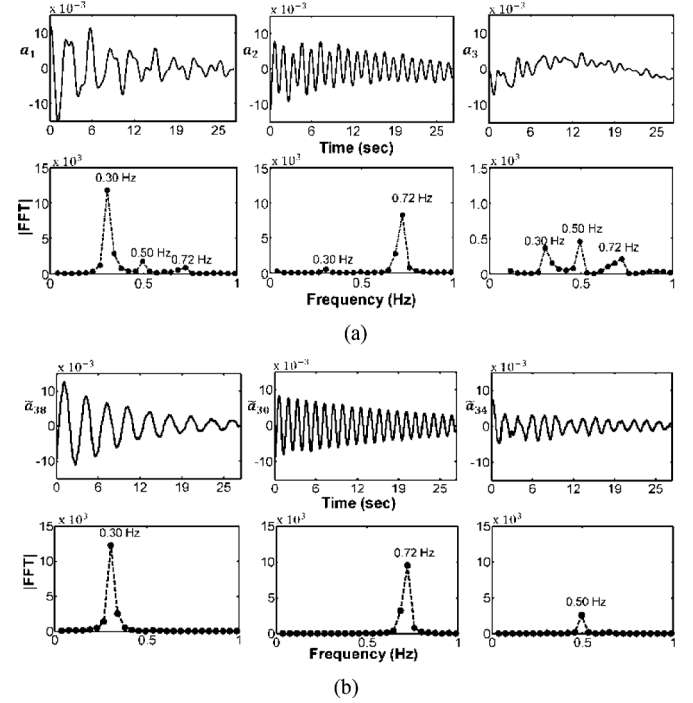 x 10⁻³ x 10⁻³ x 10⁻³
a₁ 10 0 -10
a₂ 10 0 -10
a₃ 10 0 -10
0 6 12 19 25
0 6 12 19 25
0 6 12 19 25
Time (sec)
x 10³ x 10³ x 10³
|FFT| 15 10 5 0
0.30 Hz 0.50 Hz 0.72 Hz
0 0.5 1
15 10 5 0
0.30 Hz 0.72 Hz
0 0.5 1
1.5 1.0 0.5 0
0.30 Hz 0.50 Hz 0.72 Hz
0 0.5 1
Frequency (Hz)
(a)
x 10⁻³ x 10⁻³ x 10⁻³
ã₃₈ 10 0 -10
ã₃₀ 10 0 -10
ã₃₄ 10 0 -10
0 6 12 19 25
0 6 12 19 25
0 6 12 19 25
Time (sec)
x 10³ x 10³ x 10³
|FFT| 15 10 5 0
0.30 Hz
0 0.5 1
15 10 5 0
0.72 Hz
0 0.5 1
15 10 5 0
0.50 Hz
0 0.5 1
Frequency (Hz)
(b)